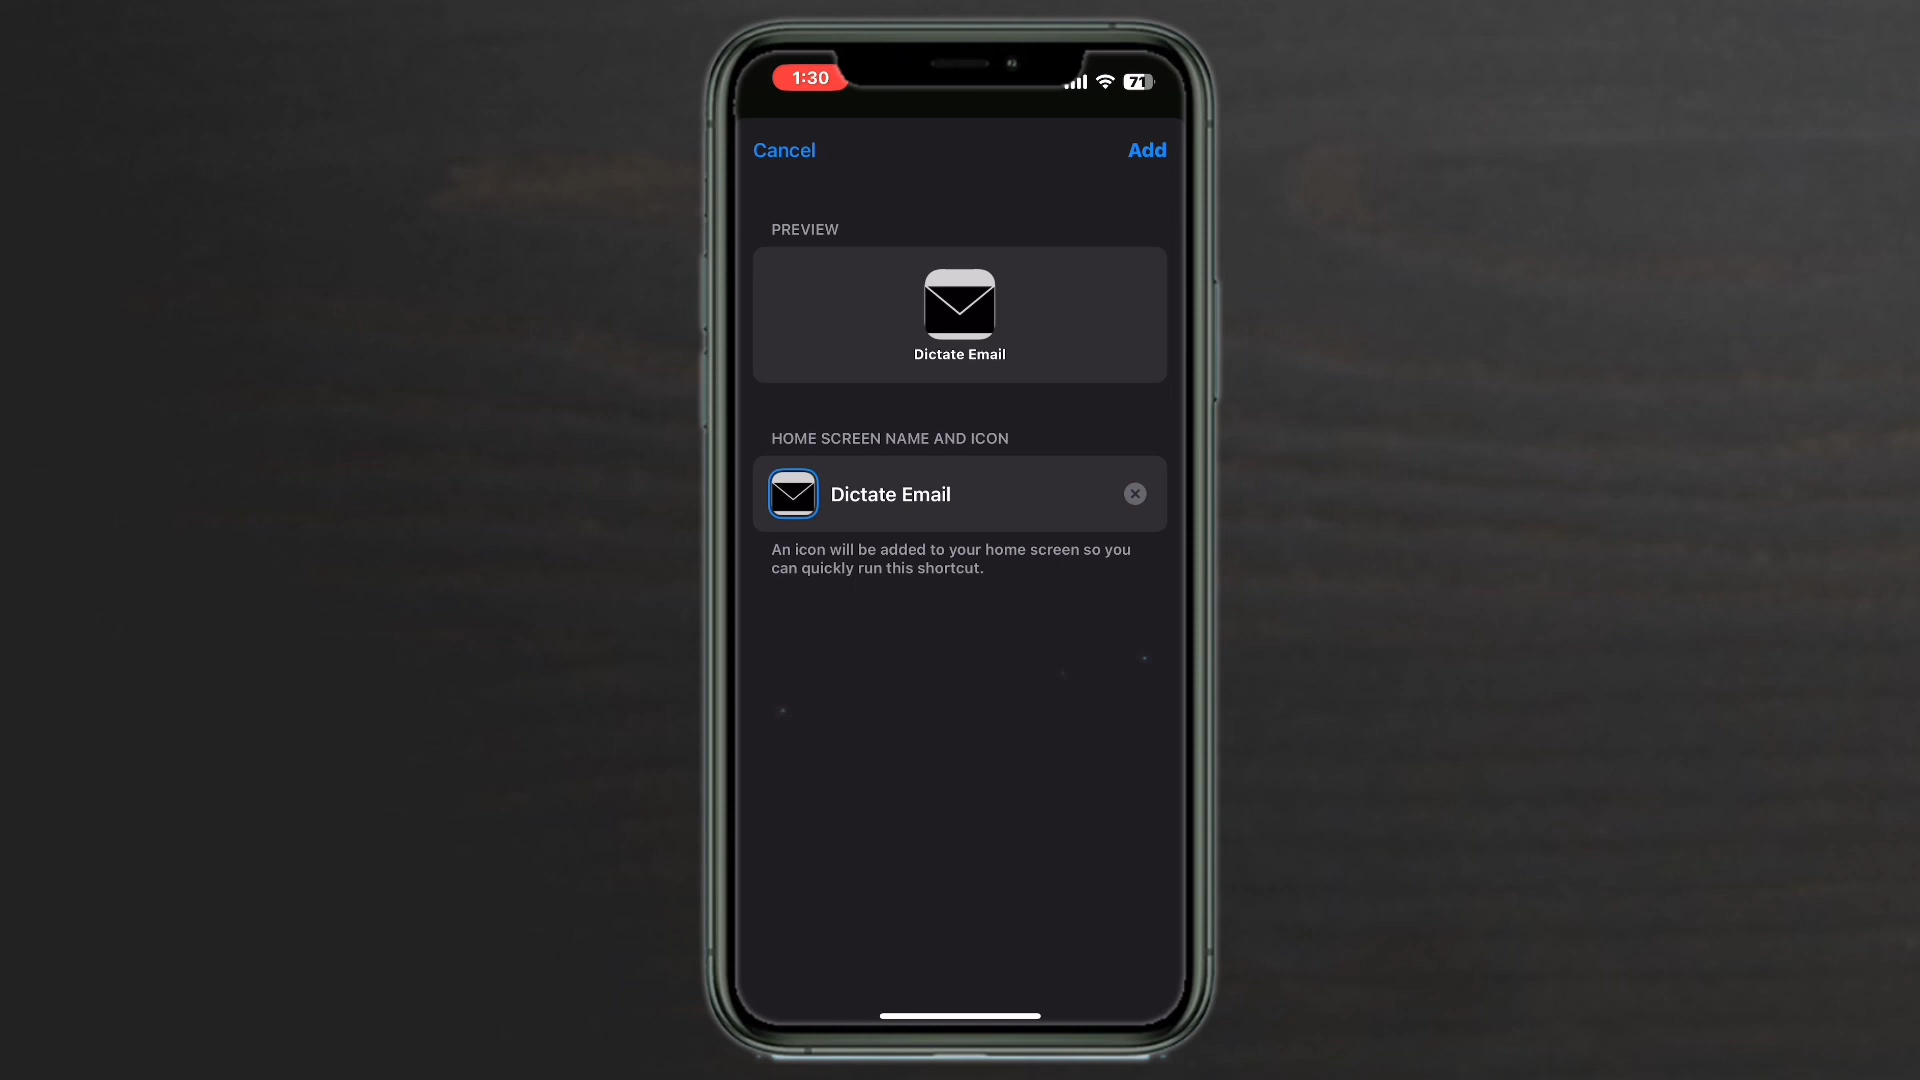 1:30
71
Cancel
Add
PREVIEW
Dictate Email
HOME SCREEN NAME AND ICON
Dictate Email
An icon will be added to your home screen so you
can quickly run this shortcut.